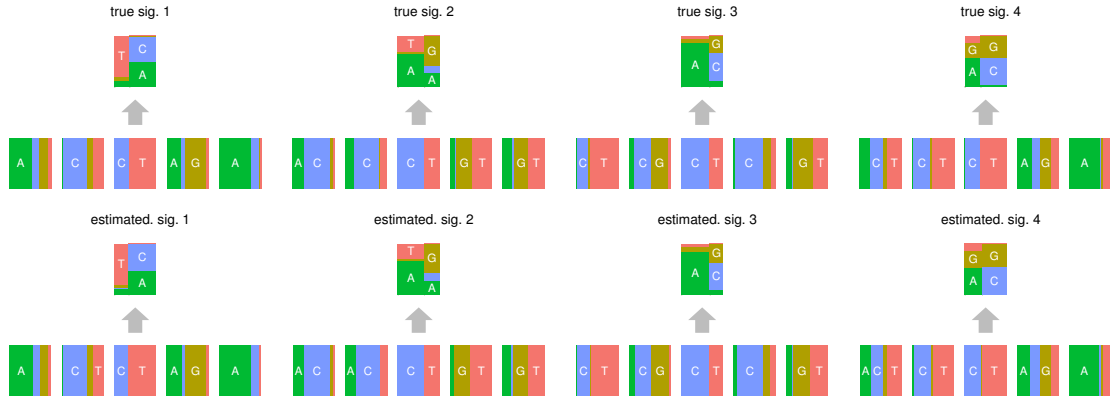 true sig. 1 true sig. 2 true sig. 3 true sig. 4
T C A T G A A G A C G G A C
A C C T A G A A C C C T G T G T C T C G C T C G T C T C T C T A G A
estimated. sig. 1 estimated. sig. 2 estimated. sig. 3 estimated. sig. 4
T C A T G A A G A C G G A C
A C T C T A G A A C A C C T G T G T C T C G C T C G T A C T C T C T A G A